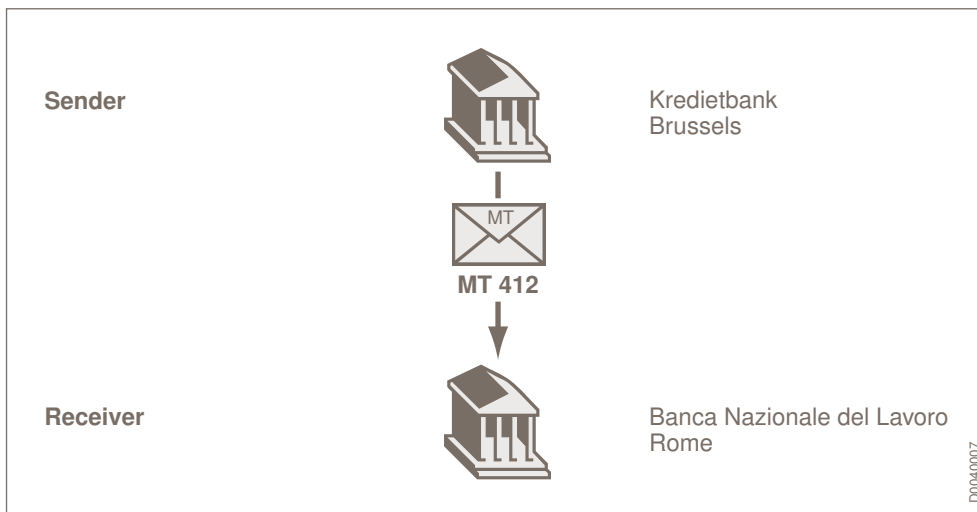 Sender
Kredietbank
Brussels
MT
MT 412
Receiver
Banca Nazionale del Lavoro
Rome
D0040007